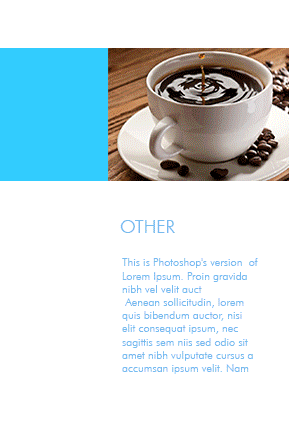 OTHER
This is Photoshop's version  of
Lorem Ipsum. Proin gravida
nibh vel velit auct
 Aenean sollicitudin, lorem
quis bibendum auctor, nisi
elit consequat ipsum, nec
sagittis sem niis sed odio sit
amet nibh vulputate cursus a
accumsan ipsum velit. Nam